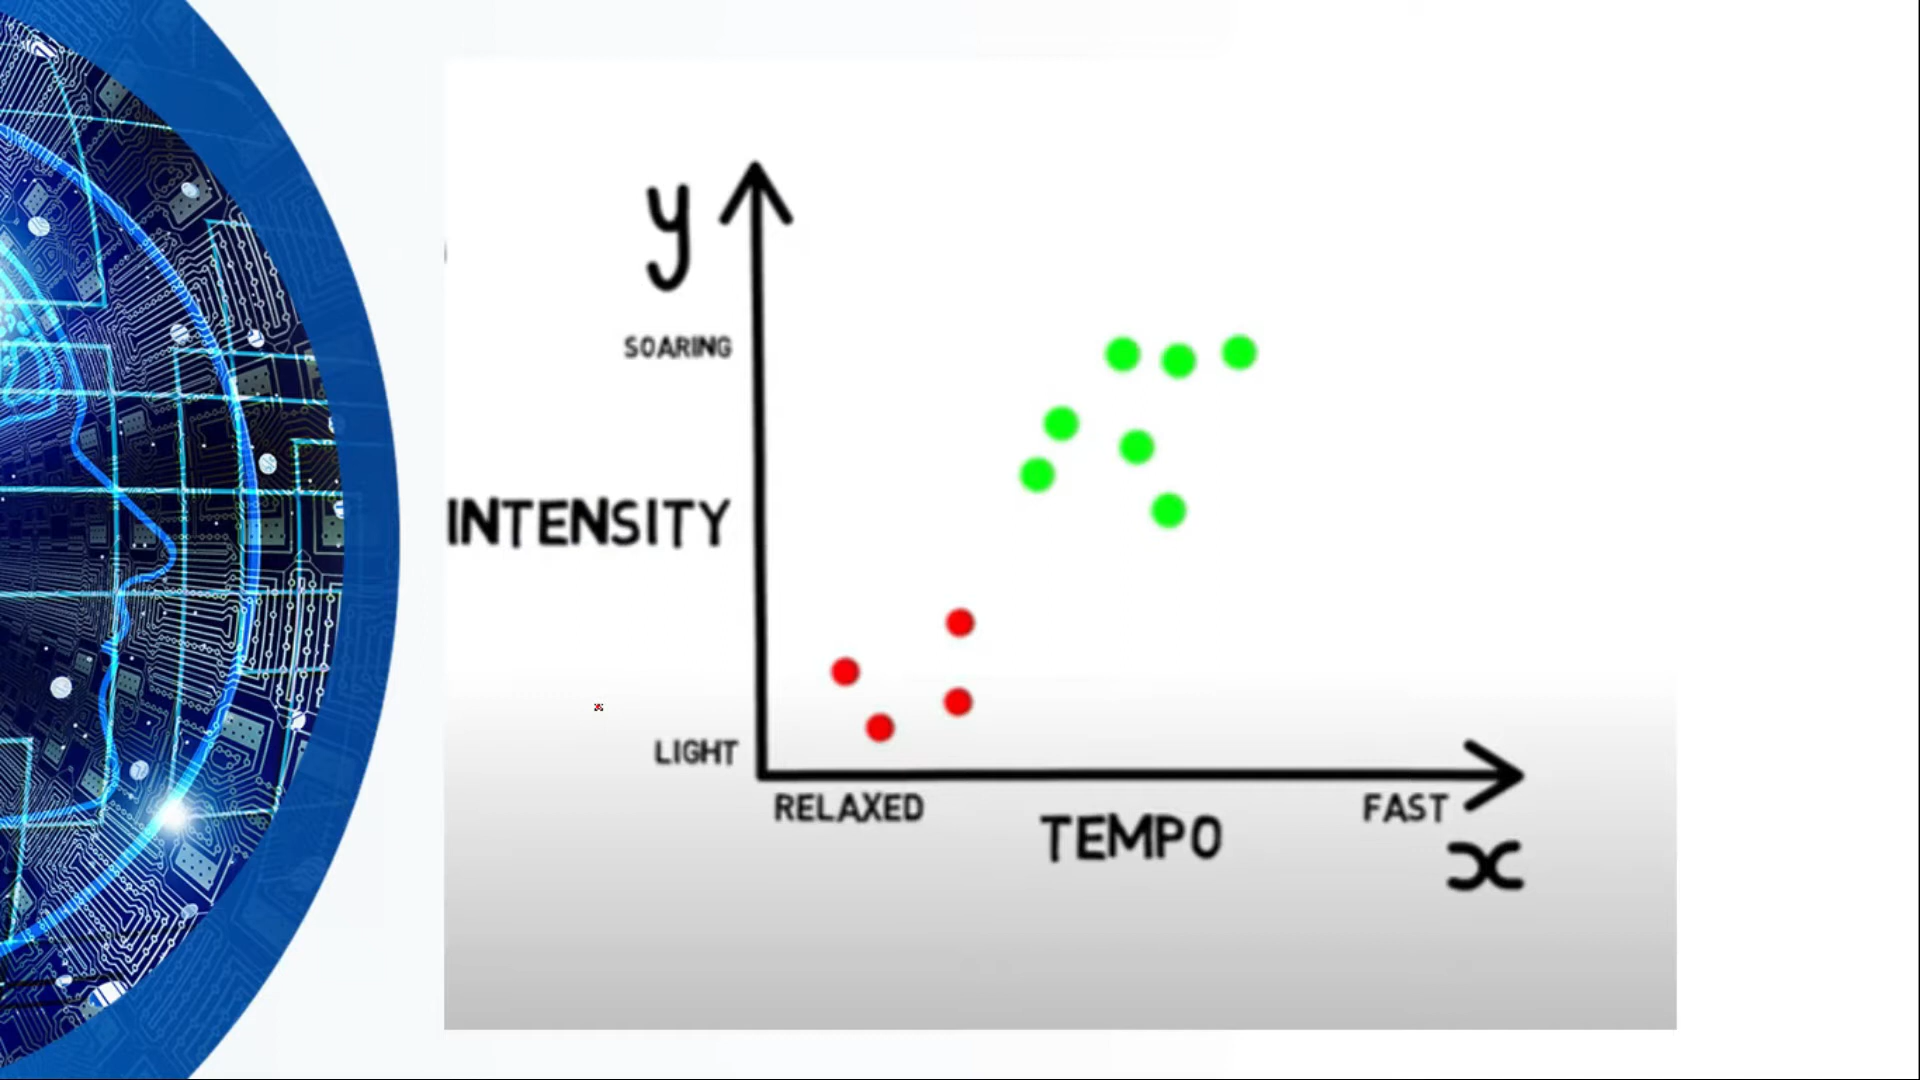 y
SOARING
INTENSITY
LIGHT
RELAXED
FAST
TEMPO
x